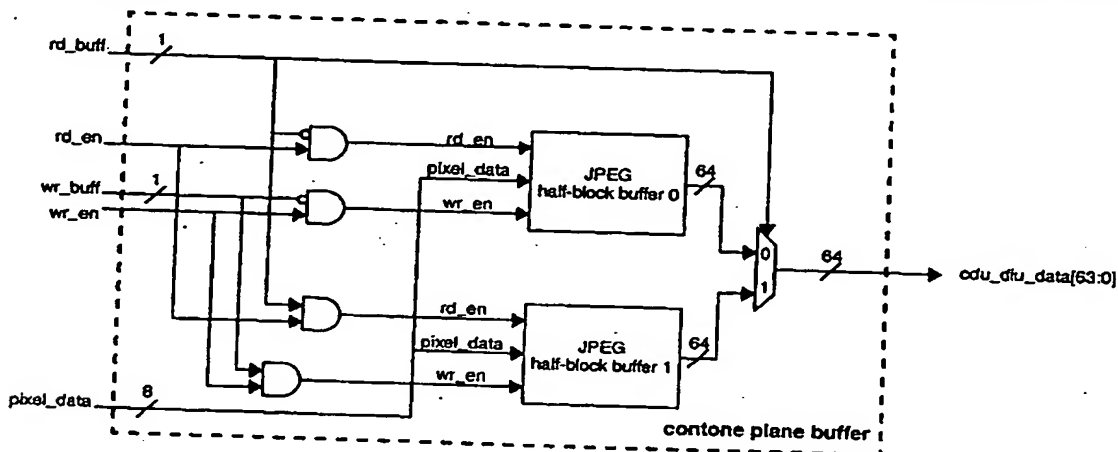 rd_buff
1
rd_en
wr_buff
1
wr_en
pixel_data
8
rd_en
pixel_data
wr_en
JPEG
half-block buffer 0
64
rd_en
pixel_data
wr_en
JPEG
half-block buffer 1
64
0
1
64
cdu_diu_data[63:0]
contone plane buffer